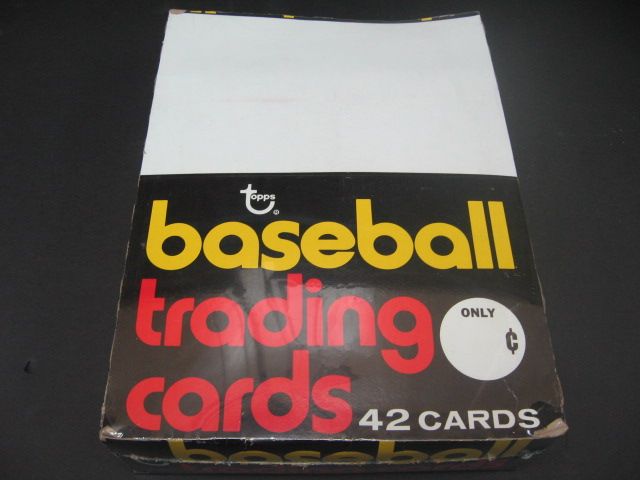 topps
®
baseball
trading
ONLY
¢
cards
42 CARDS
baseball